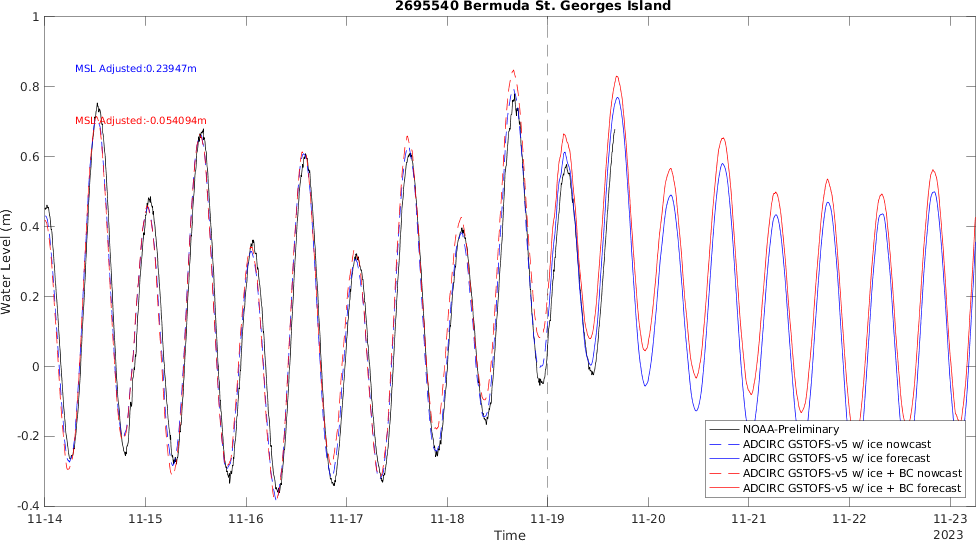 2695540 Bermuda St. Georges Island
MSL Adjusted:0.23947m
MSL Adjusted:-0.054094m
Water Level (m)
1
0.8
0.6
0.4
0.2
0
-0.2
-0.4
NOAA-Preliminary
ADCIRC GSTOFS-v5 w/ ice nowcast
ADCIRC GSTOFS-v5 w/ ice forecast
ADCIRC GSTOFS-v5 w/ ice + BC nowcast
ADCIRC GSTOFS-v5 w/ ice + BC forecast
11-14 11-15 11-16 11-17 11-18 11-19 11-20 11-21 11-22 11-23
Time
2023